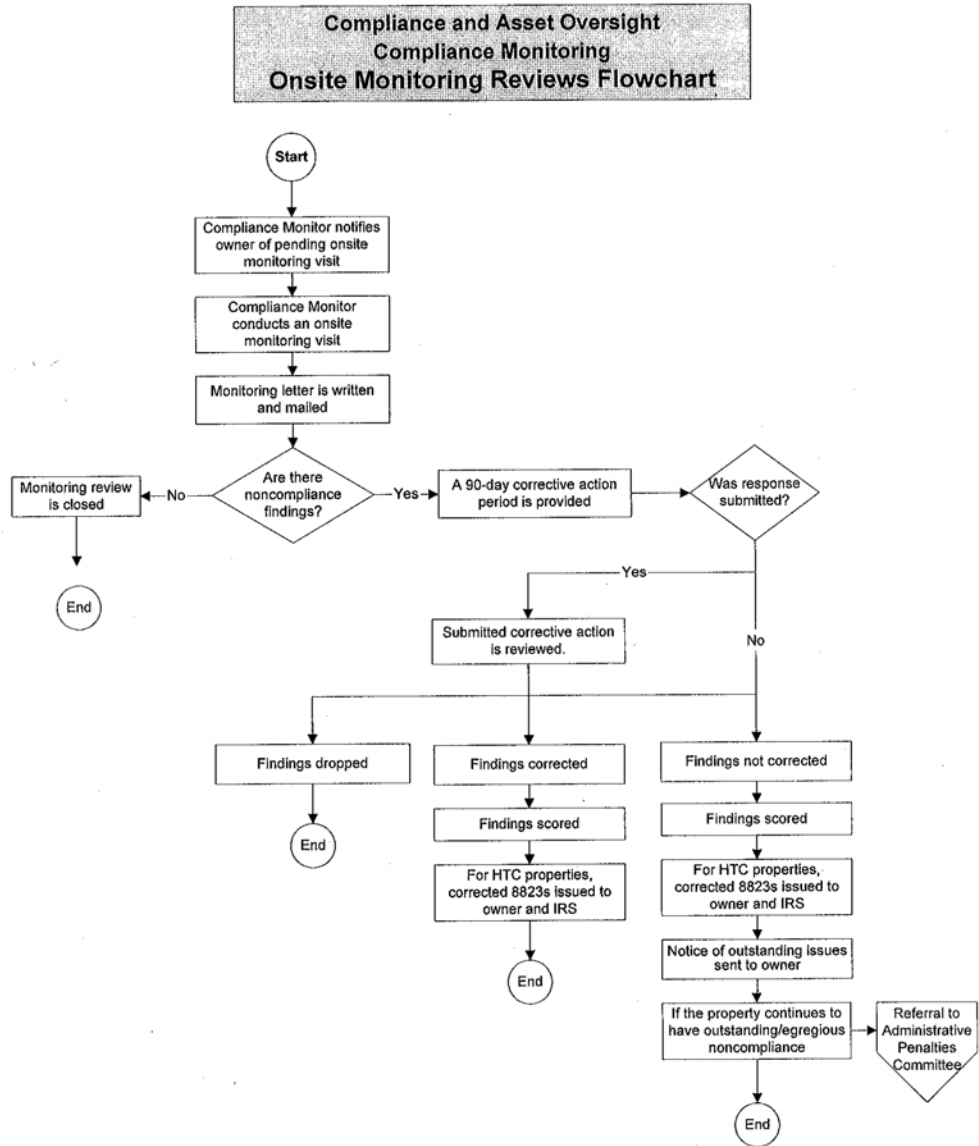 Compliance and Asset Oversight
Compliance Monitoring
Onsite Monitoring Reviews Flowchart
Start
Compliance Monitor notifies
owner of pending onsite
monitoring visit
Compliance Monitor
conducts an onsite
monitoring visit
Monitoring letter is written
and mailed
Monitoring review
is closed
No
Are there
noncompliance
findings?
Yes
A 90-day corrective action
period is provided
Was response
submitted?
End
Yes
Submitted corrective action
is reviewed.
No
Findings dropped
Findings corrected
Findings not corrected
End
Findings scored
Findings scored
For HTC properties,
corrected 8823s issued to
owner and IRS
For HTC properties,
corrected 8823s issued to
owner and IRS
End
Notice of outstanding issues
sent to owner
If the property continues to
have outstanding/egregious
noncompliance
Referral to
Administrative
Penalties
Committee
End